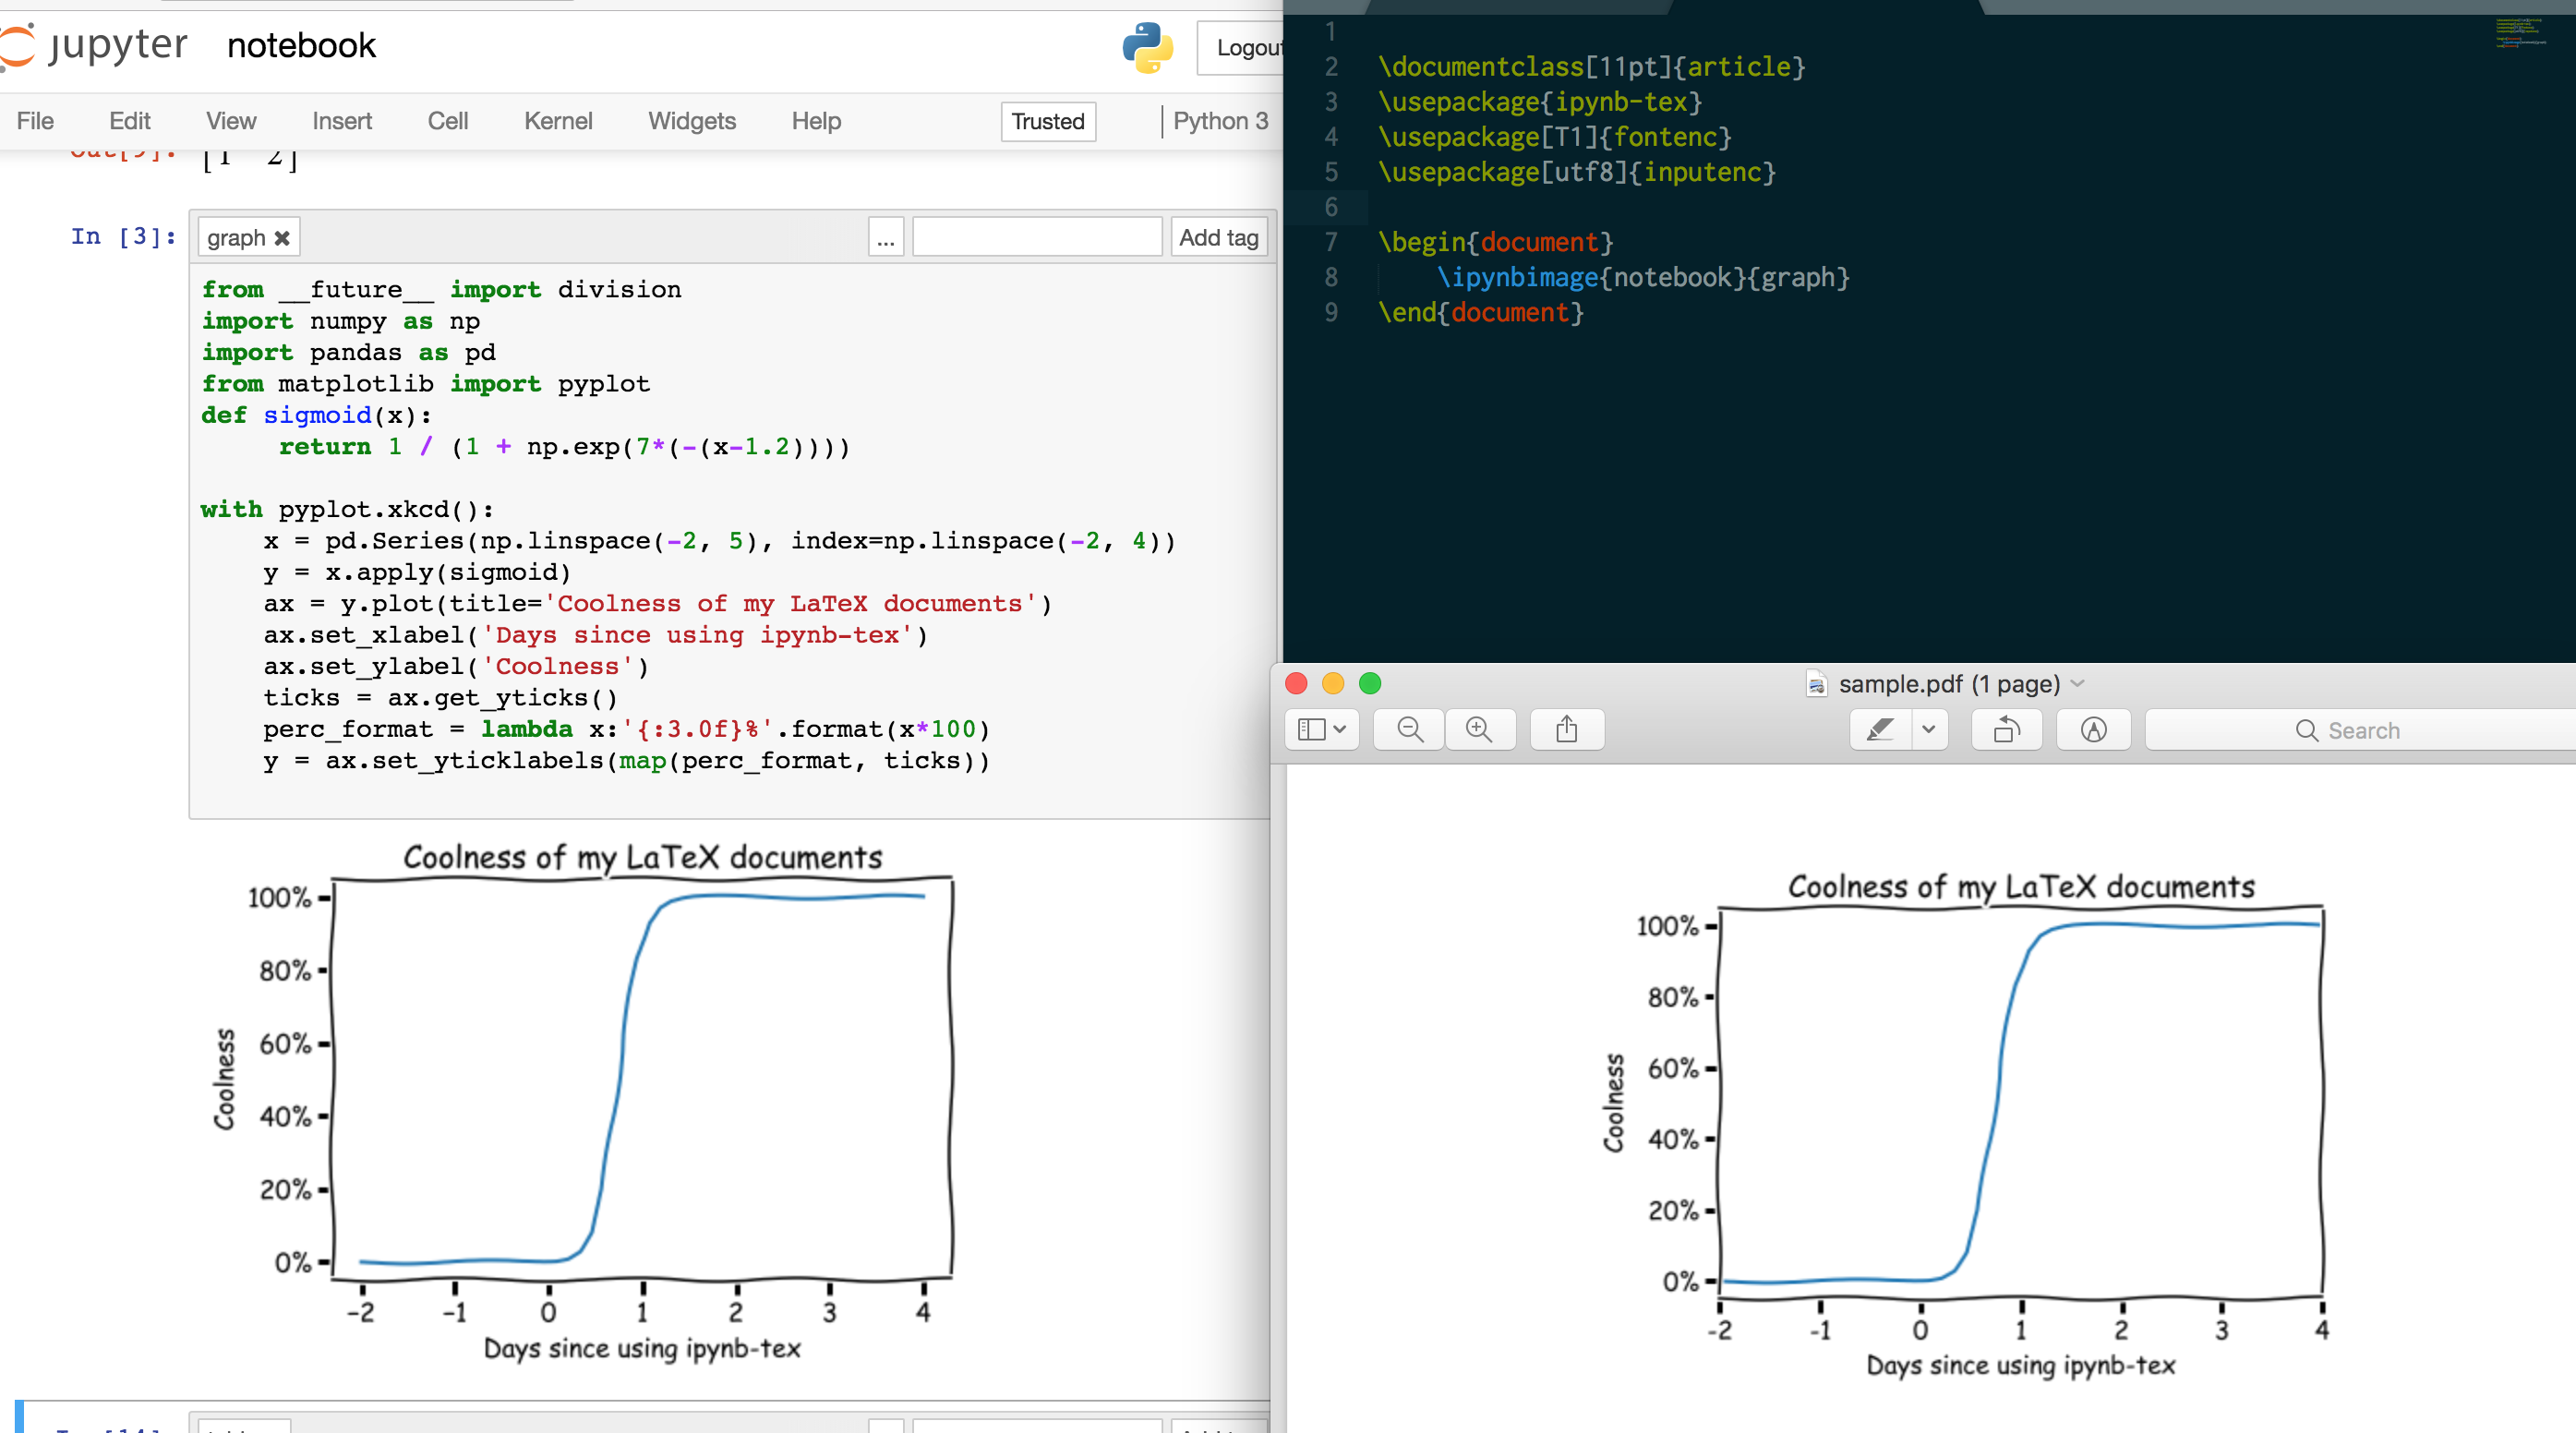 jupyter notebook
Logout
File Edit View Insert Cell Kernel Widgets Help Trusted Python 3
Out[9]: [1 2]
In [3]:
graph ✖ ... Add tag
from __future__ import division
import numpy as np
import pandas as pd
from matplotlib import pyplot
def sigmoid(x):
     return 1 / (1 + np.exp(7*(-(x-1.2))))
with pyplot.xkcd():
    x = pd.Series(np.linspace(-2, 5), index=np.linspace(-2, 4))
    y = x.apply(sigmoid)
    ax = y.plot(title='Coolness of my LaTeX documents')
    ax.set_xlabel('Days since using ipynb-tex')
    ax.set_ylabel('Coolness')
    ticks = ax.get_yticks()
    perc_format = lambda x:'{:3.0f}%'.format(x*100)
    y = ax.set_yticklabels(map(perc_format, ticks))
Coolness of my LaTeX documents
100%
80%
60%
40%
20%
0%
Coolness
-2 -1 0 1 2 3 4
Days since using ipynb-tex
1
2 \documentclass[11pt]{article}
3 \usepackage{ipynb-tex}
4 \usepackage[T1]{fontenc}
5 \usepackage[utf8]{inputenc}
6
7 \begin{document}
8     \ipynbimage{notebook}{graph}
9 \end{document}
sample.pdf (1 page)
Search
Coolness of my LaTeX documents
100%
80%
60%
40%
20%
0%
Coolness
-2 -1 0 1 2 3 4
Days since using ipynb-tex